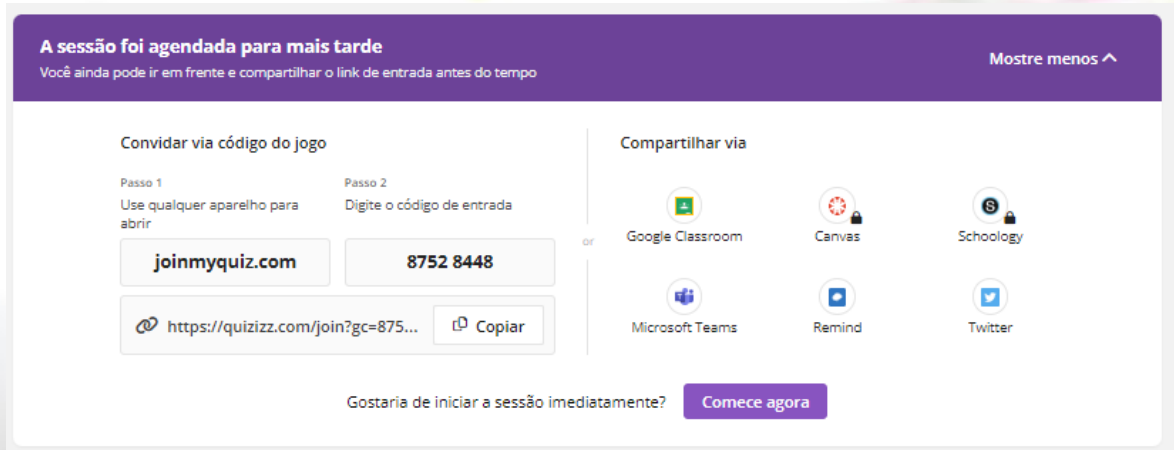 A sessão foi agendada para mais tarde
Você ainda pode ir em frente e compartilhar o link de entrada antes do tempo
Mostre menos
Convidar via código do jogo
Passo 1
Use qualquer aparelho para
abrir
joinmyquiz.com
Passo 2
Digite o código de entrada
8752 8448
https://quizizz.com/join?gc=875...
Copiar
or
Compartilhar via
Google Classroom
Canvas
Schoology
Microsoft Teams
Remind
Twitter
Gostaria de iniciar a sessão imediatamente?
Comece agora